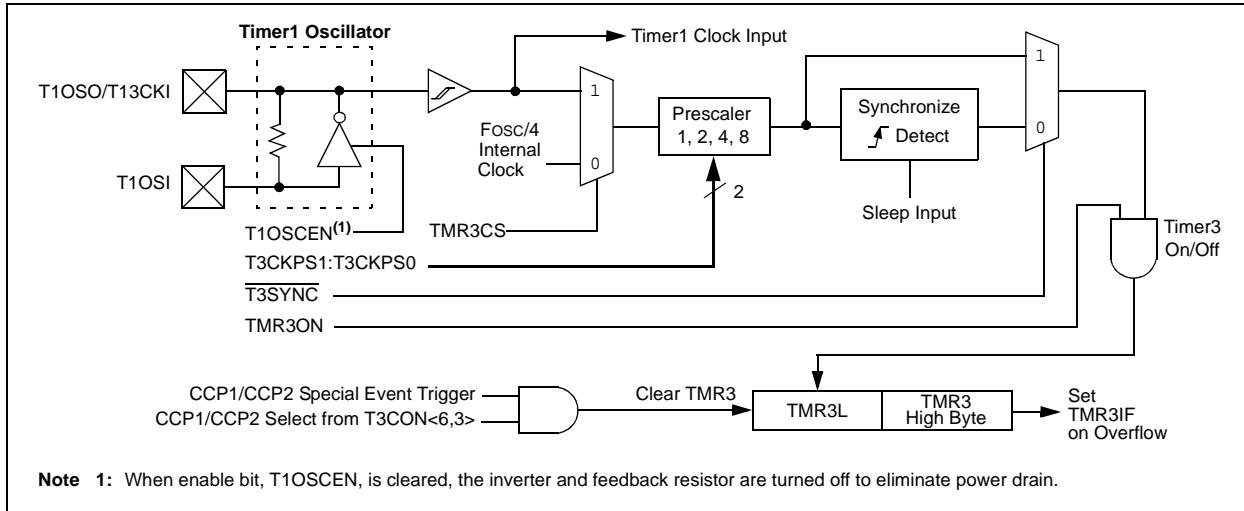 Timer1 Oscillator
Timer1 Clock Input
T1OSO/T13CKI
1
1
Prescaler
1, 2, 4, 8
Synchronize
Detect
FOSC/4
Internal
Clock
0
0
2
T1OSI
Sleep Input
T1OSCEN(1)
TMR3CS
Timer3
On/Off
T3CKPS1:T3CKPS0
T3SYNC
TMR3ON
CCP1/CCP2 Special Event Trigger
CCP1/CCP2 Select from T3CON<6,3>
Clear TMR3
TMR3L
TMR3
High Byte
Set
TMR3IF
on Overflow
Note 1: When enable bit, T1OSCEN, is cleared, the inverter and feedback resistor are turned off to eliminate power drain.